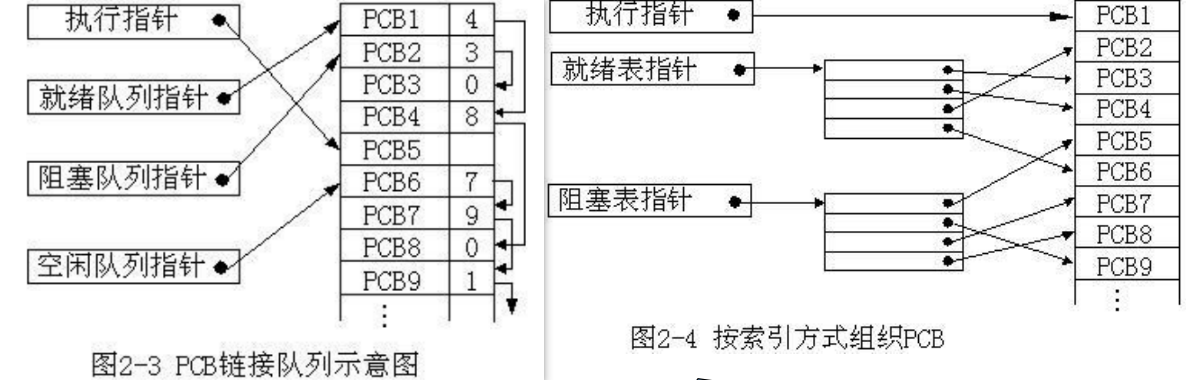 执行指针
就绪队列指针
阻塞队列指针
空闲队列指针
PCB1 4
PCB2 3
PCB3 0
PCB4 8
PCB5
PCB6 7
PCB7 9
PCB8 0
PCB9 1
⋮
图2-3 PCB链接队列示意图
执行指针
就绪表指针
阻塞表指针
PCB1
PCB2
PCB3
PCB4
PCB5
PCB6
PCB7
PCB8
PCB9
⋮
图2-4 按索引方式组织PCB